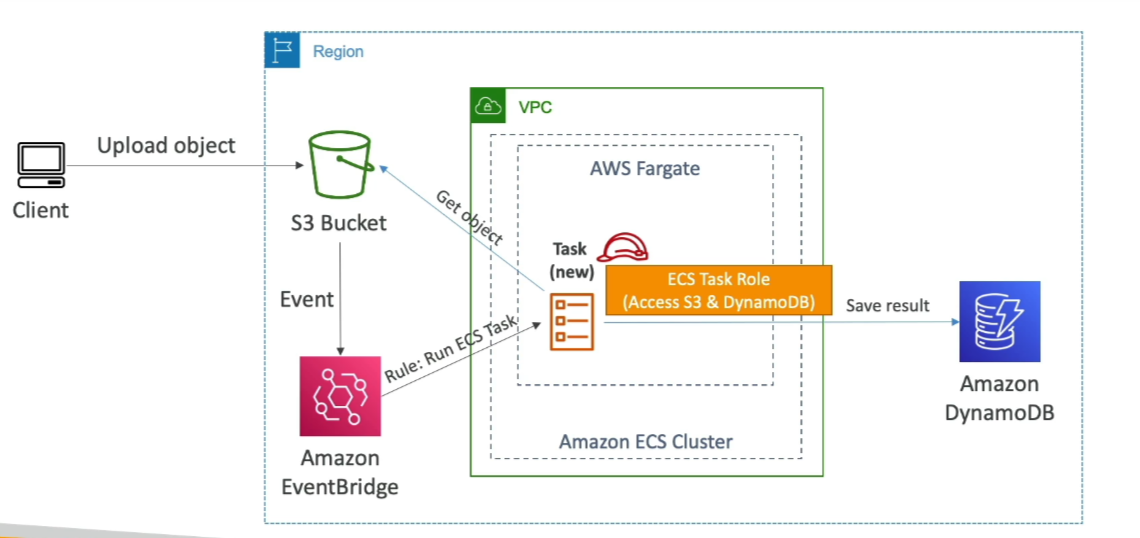 Region
VPC
Upload object
AWS Fargate
Client
S3 Bucket
Get object
Task
(new)
ECS Task Role
(Access S3 & DynamoDB)
Event
Save result
Rule: Run ECS Task
Amazon
DynamoDB
Amazon ECS Cluster
Amazon
EventBridge